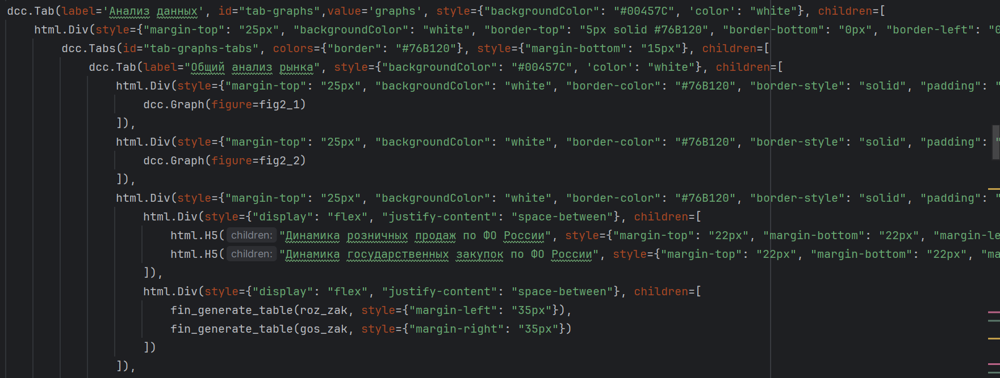 dcc.Tab(label='Анализ данных', id="tab-graphs",value='graphs', style={"backgroundColor": "#00457C", 'color': "white"}, children=[
html.Div(style={"margin-top": "25px", "backgroundColor": "white", "border-top": "5px solid #76B120", "border-bottom": "0px", "border-left": "0
dcc.Tabs(id="tab-graphs-tabs", colors={"border": "#76B120"}, style={"margin-bottom": "15px"}, children=[
dcc.Tab(label="Общий анализ рынка", style={"backgroundColor": "#00457C", 'color': "white"}, children=[
html.Div(style={"margin-top": "25px", "backgroundColor": "white", "border-color": "#76B120", "border-style": "solid", "padding": "
dcc.Graph(figure=fig2_1)
]),
html.Div(style={"margin-top": "25px", "backgroundColor": "white", "border-color": "#76B120", "border-style": "solid", "padding": "
dcc.Graph(figure=fig2_2)
]),
html.Div(style={"margin-top": "25px", "backgroundColor": "white", "border-color": "#76B120", "border-style": "solid", "padding": "
html.Div(style={"display": "flex", "justify-content": "space-between"}, children=[
html.H5( children: "Динамика розничных продаж по ФО России", style={"margin-top": "22px", "margin-bottom": "22px", "margin-le
html.H5( children: "Динамика государственных закупок по ФО России", style={"margin-top": "22px", "margin-bottom": "22px", "ma
]),
html.Div(style={"display": "flex", "justify-content": "space-between"}, children=[
fin_generate_table(roz_zak, style={"margin-left": "35px"}),
fin_generate_table(gos_zak, style={"margin-right": "35px"})
])
]),